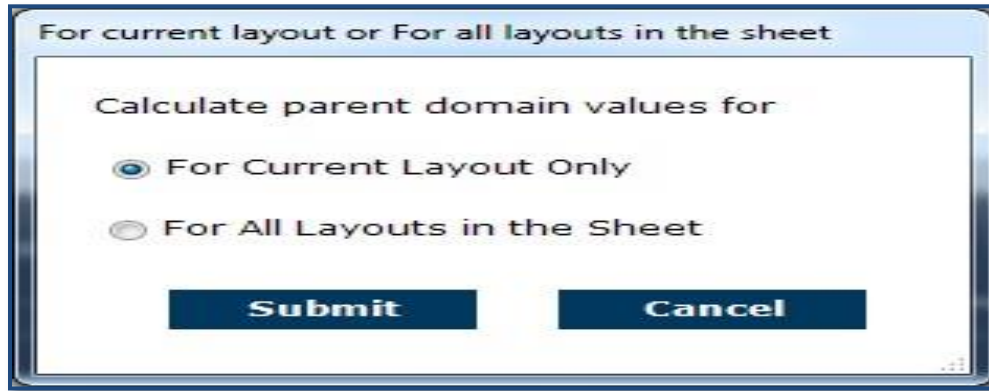 For current layout or For all layouts in the sheet
Calculate parent domain values for
For Current Layout Only
For All Layouts in the Sheet
Submit Cancel